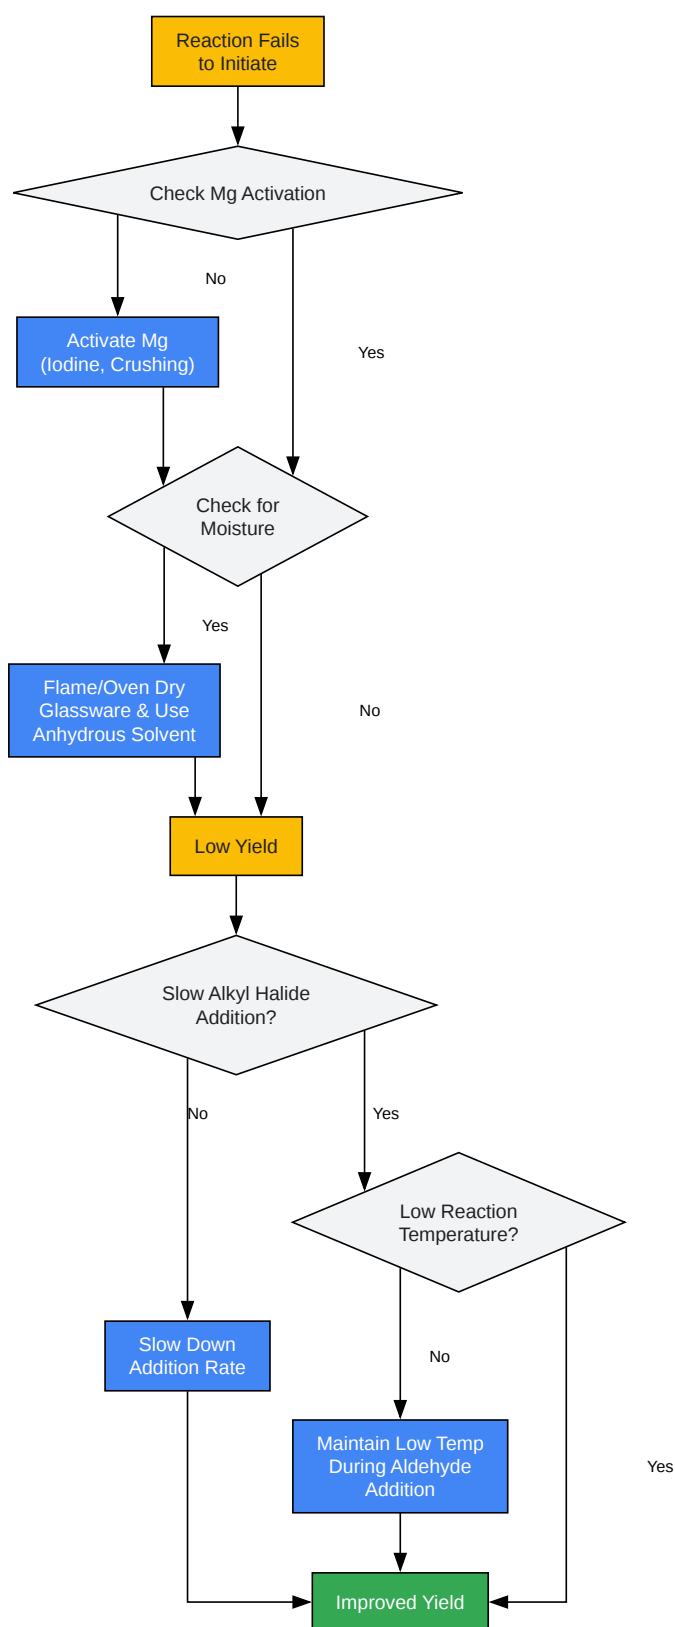 Reaction Fails
to Initiate
Check Mg Activation
No
Activate Mg
(Iodine, Crushing)
Yes
Check for
Moisture
Yes
Flame/Oven Dry
Glassware & Use
Anhydrous Solvent
No
Low Yield
Slow Alkyl Halide
Addition?
No
Yes
Low Reaction
Temperature?
Slow Down
Addition Rate
No
Maintain Low Temp
During Aldehyde
Addition
Yes
Improved Yield